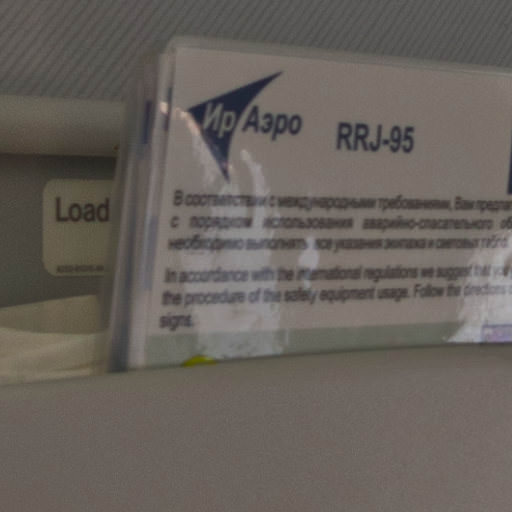 ИрАэро
RRJ-95
Load
В соответствии с международными требованиями, Вам
с порядком использования аварийно-спасательного
необходимо выполнять все указания экипажа и световых табло.
In accordance with the international regulations we suggest that you
the procedure of the safety equipment usage. Follow the directions
signs.